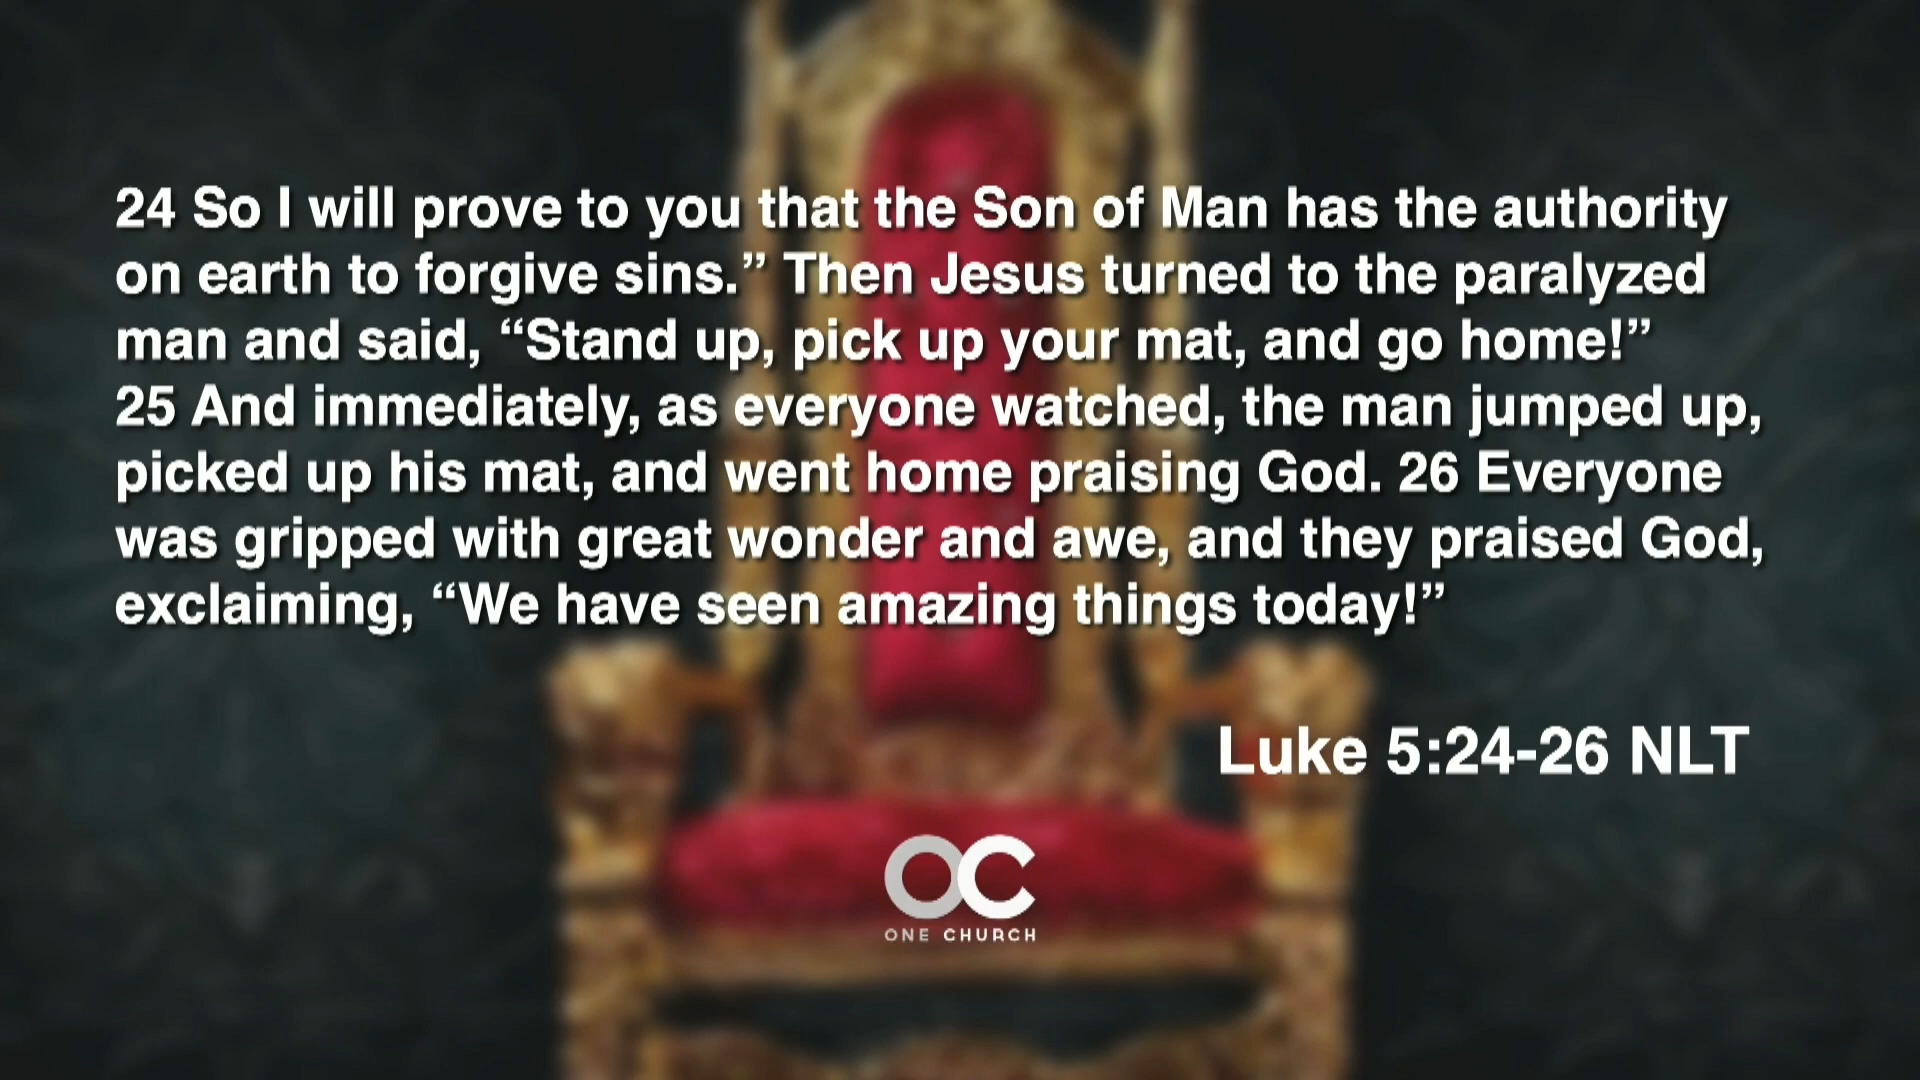 24 So I will prove to you that the Son of Man has the authority
on earth to forgive sins.” Then Jesus turned to the paralyzed
man and said, “Stand up, pick up your mat, and go home!”
25 And immediately, as everyone watched, the man jumped up,
picked up his mat, and went home praising God. 26 Everyone
was gripped with great wonder and awe, and they praised God,
exclaiming, “We have seen amazing things today!”
Luke 5:24-26 NLT
OC
ONE CHURCH